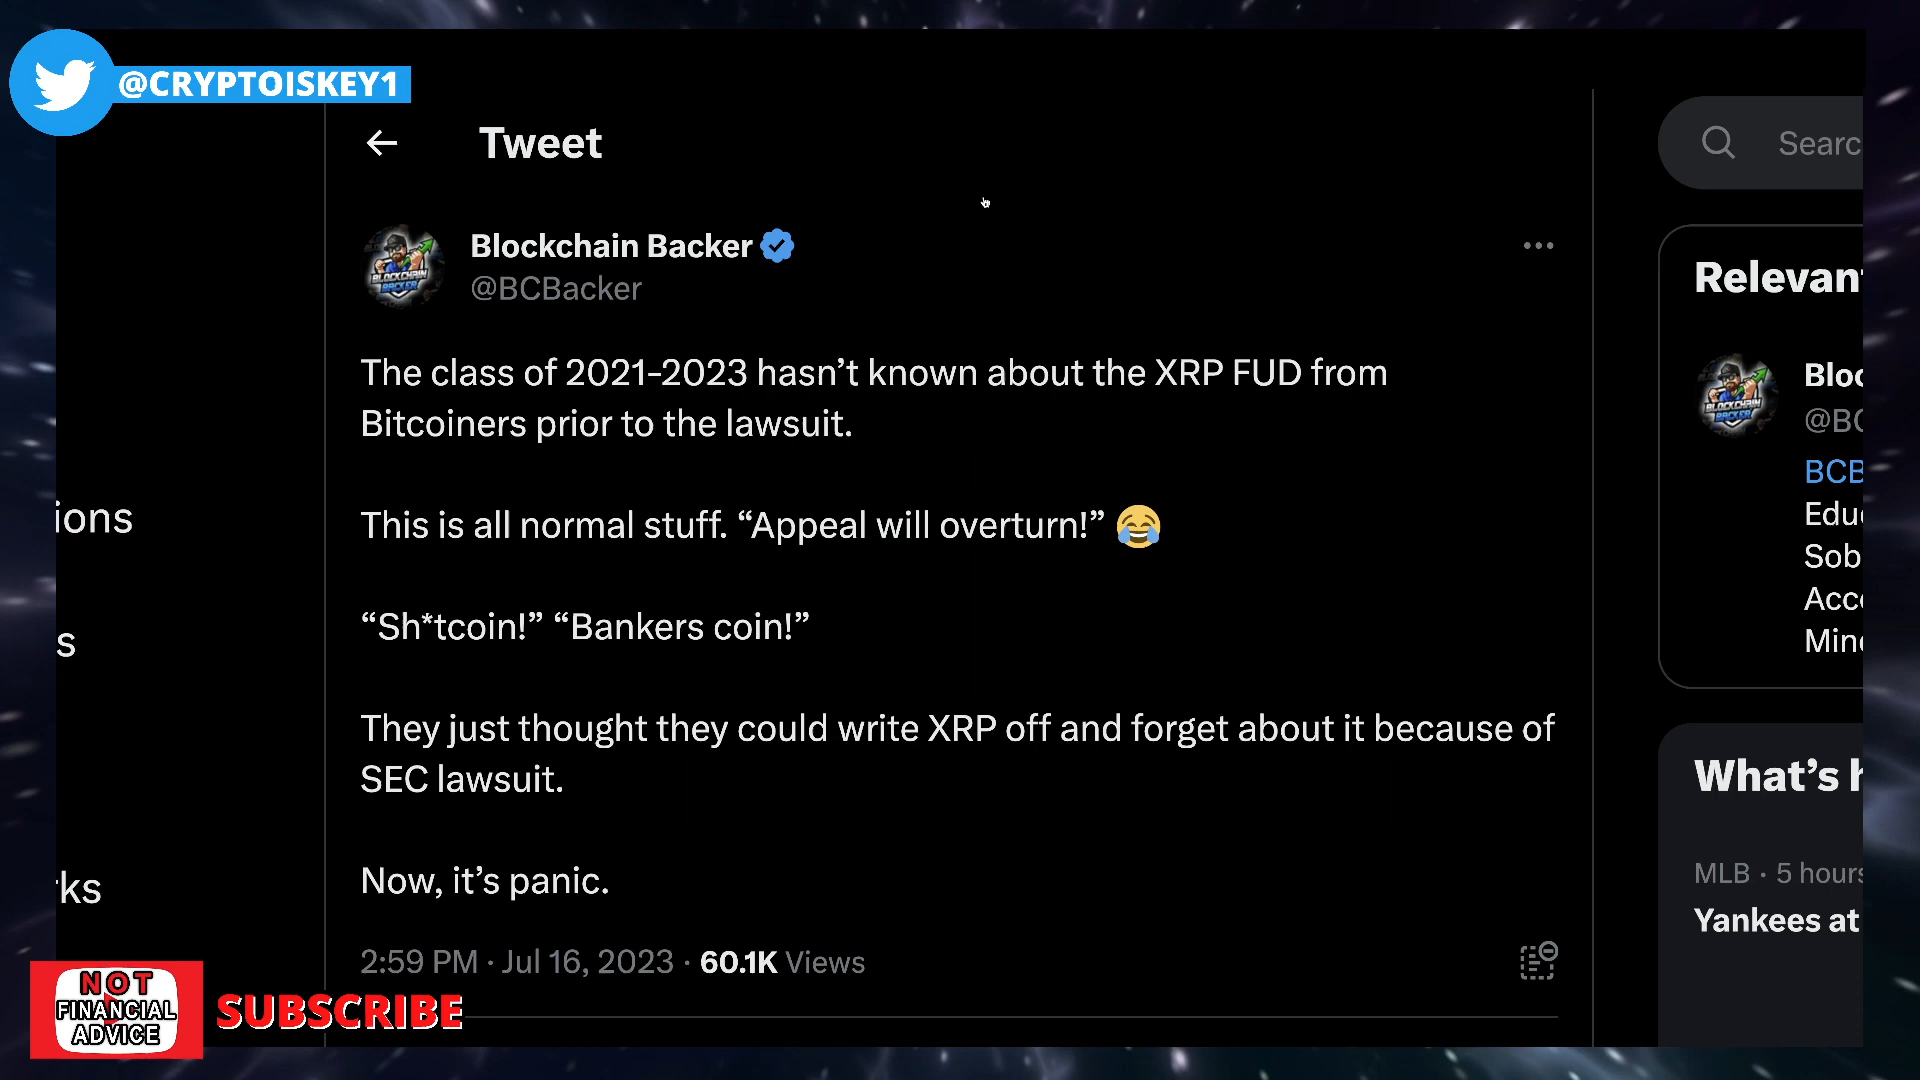 @CRYPTOISKEY1
Tweet
Searc
Blockchain Backer
@BCBacker
The class of 2021-2023 hasn’t known about the XRP FUD from
Bitcoiners prior to the lawsuit.
This is all normal stuff. “Appeal will overturn!” 😂
“Sh*tcoin!” “Bankers coin!”
They just thought they could write XRP off and forget about it because of
SEC lawsuit.
Now, it’s panic.
2:59 PM · Jul 16, 2023 · 60.1K Views
ions
s
ks
Relevan
BLOCKCHAIN
BACKER
Bloc
@BC
BCB
Edu
Sob
Acc
Min
What’s h
MLB · 5 hours
Yankees at
NOT
FINANCIAL
ADVICE
SUBSCRIBE